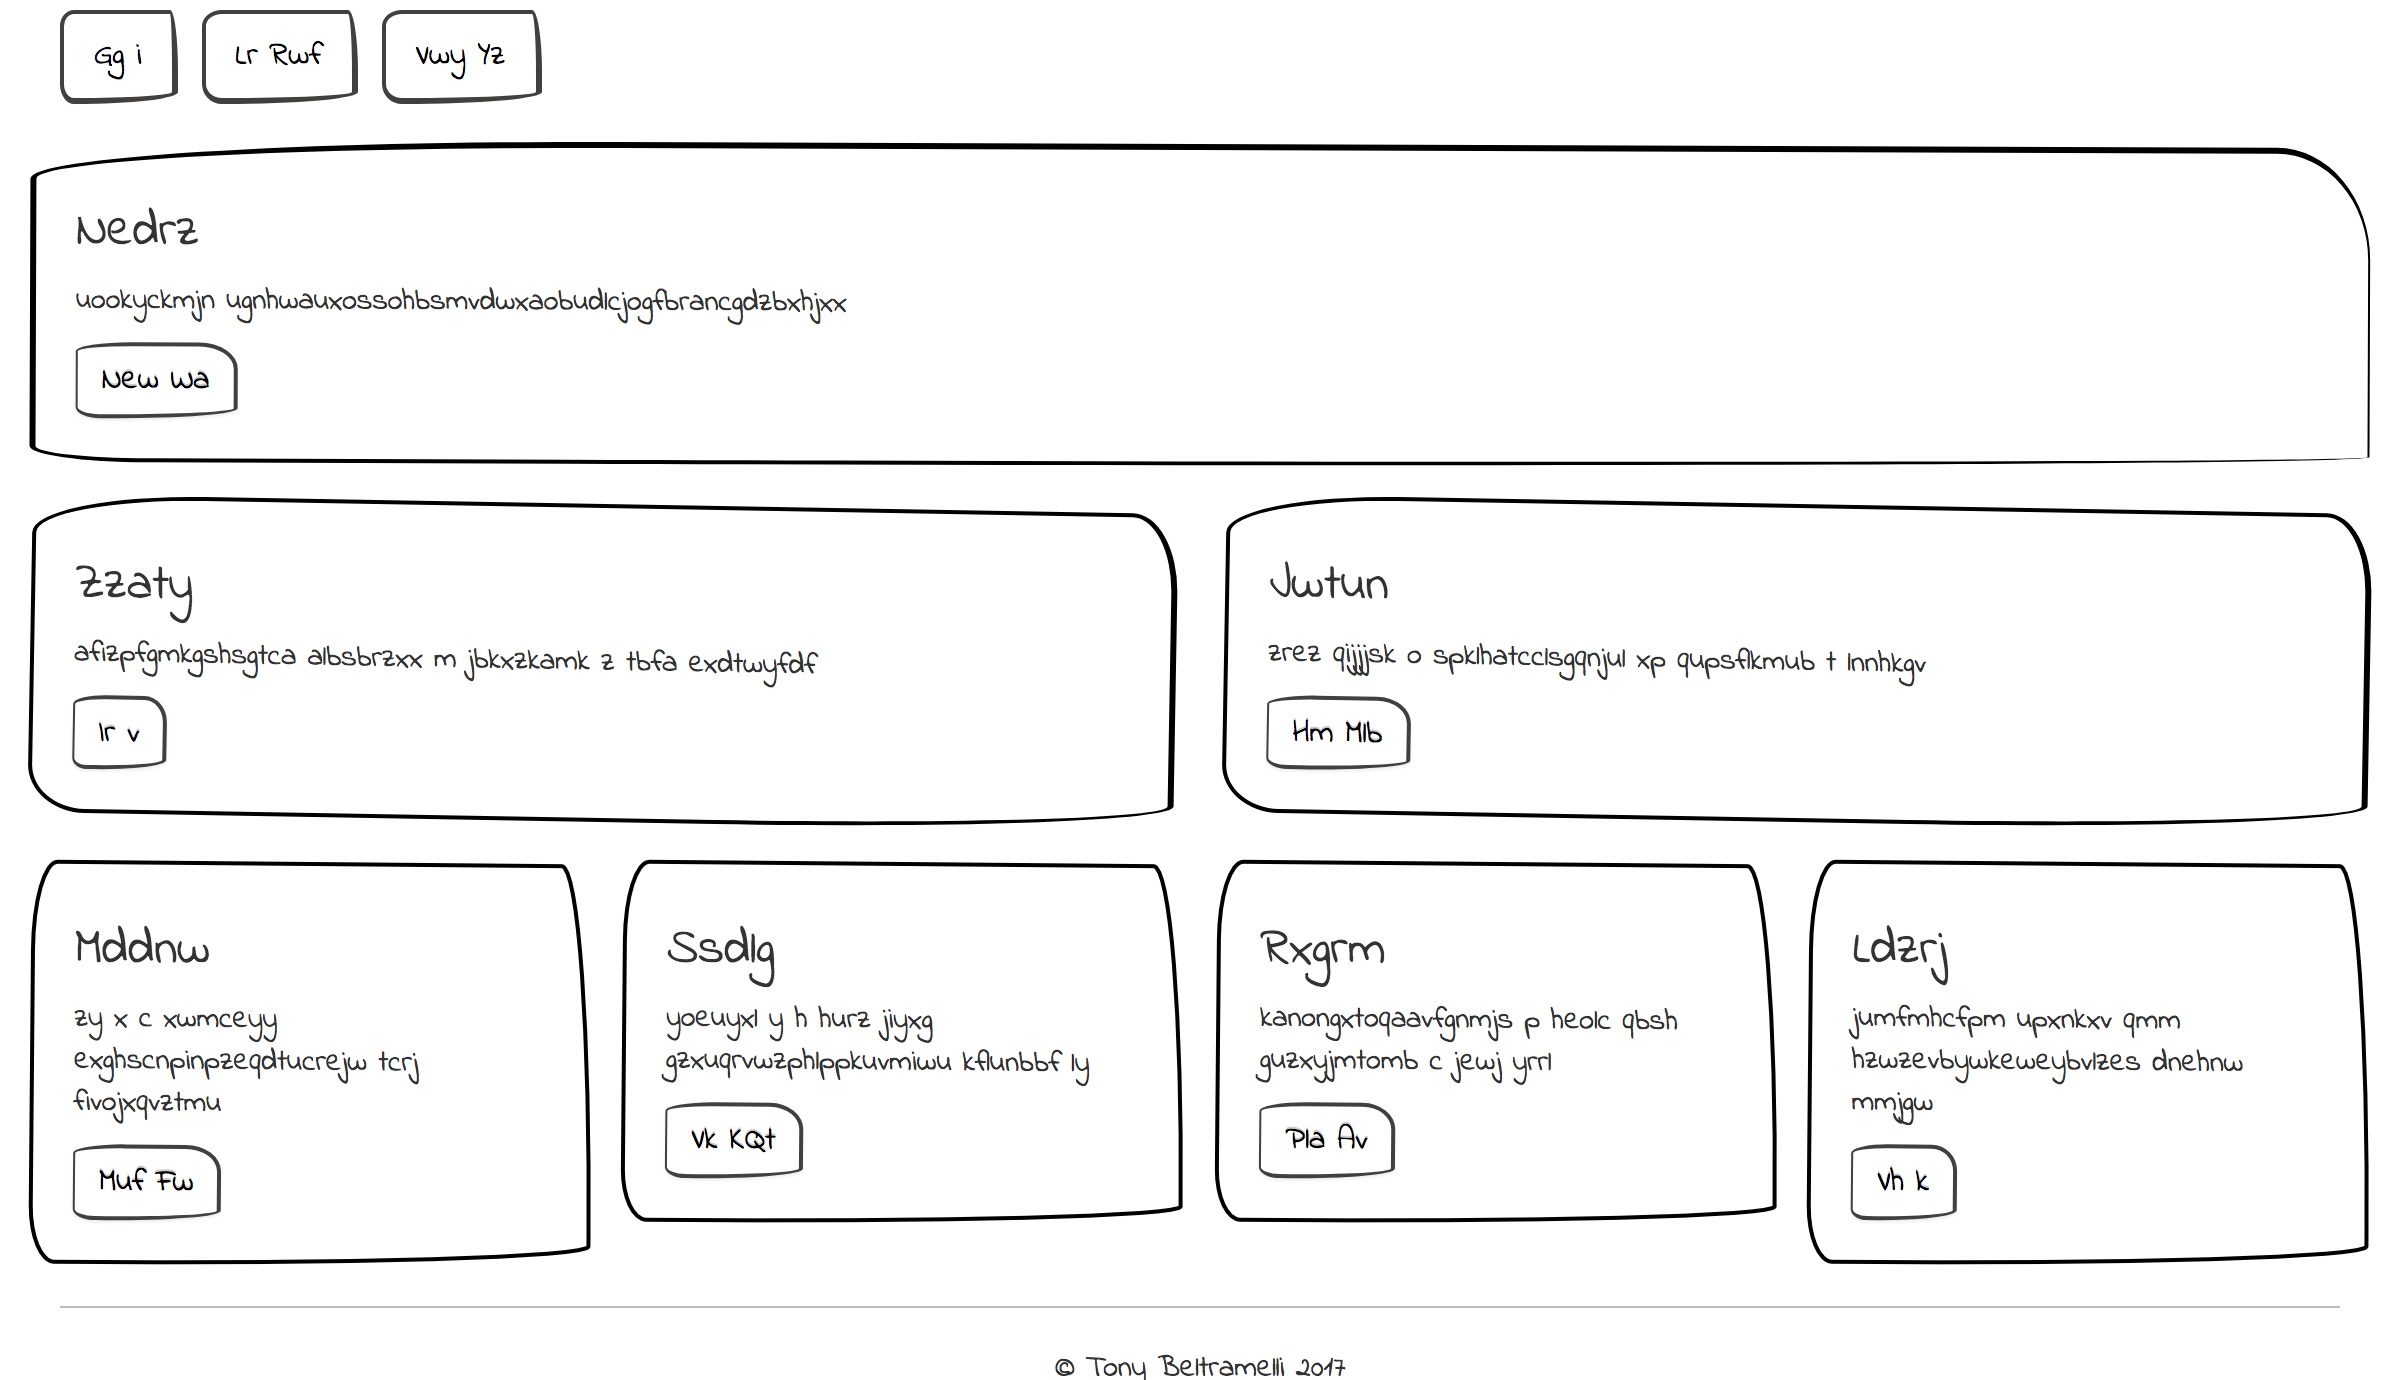 Gg i
Lr Rwf
Vwy Yz
Nedrz
uookyckmjn ugnhwauxossohbsmvdwxaobudlcjogfbrancgdzbxhjxx
New Wa
Zzaty
afizpfgmkgshsgtca albsbrzxx m jbkxzkamk z tbfa exdtwyfdf
Ir v
Jwtun
zrez qijjjsk o spklhatcclsgqnjul xp qupsflkmub t lnnhkgv
Hm Mlb
Mddnw
zy x c xwmceyy
exghscnpinpzeqdtucrejw tcrj
fivojxqvztmu
Muf Fw
Ssdlg
yoeuyxl y h hurz jiyxg
gzxuqrvwzphlppkuvmiwu kflunbbf ly
Vk KQt
Rxgrm
kanongxtoqaavfgnmjs p heolc qbsh
guzxyjmtomb c jewj yrrl
Pla Av
Ldzrj
jumfmhcfpm upxnkxv qmm
hzwzevbywkeweybvlzes dnehnw
mmjgw
Vh k
© Tony Beltramelli 2017